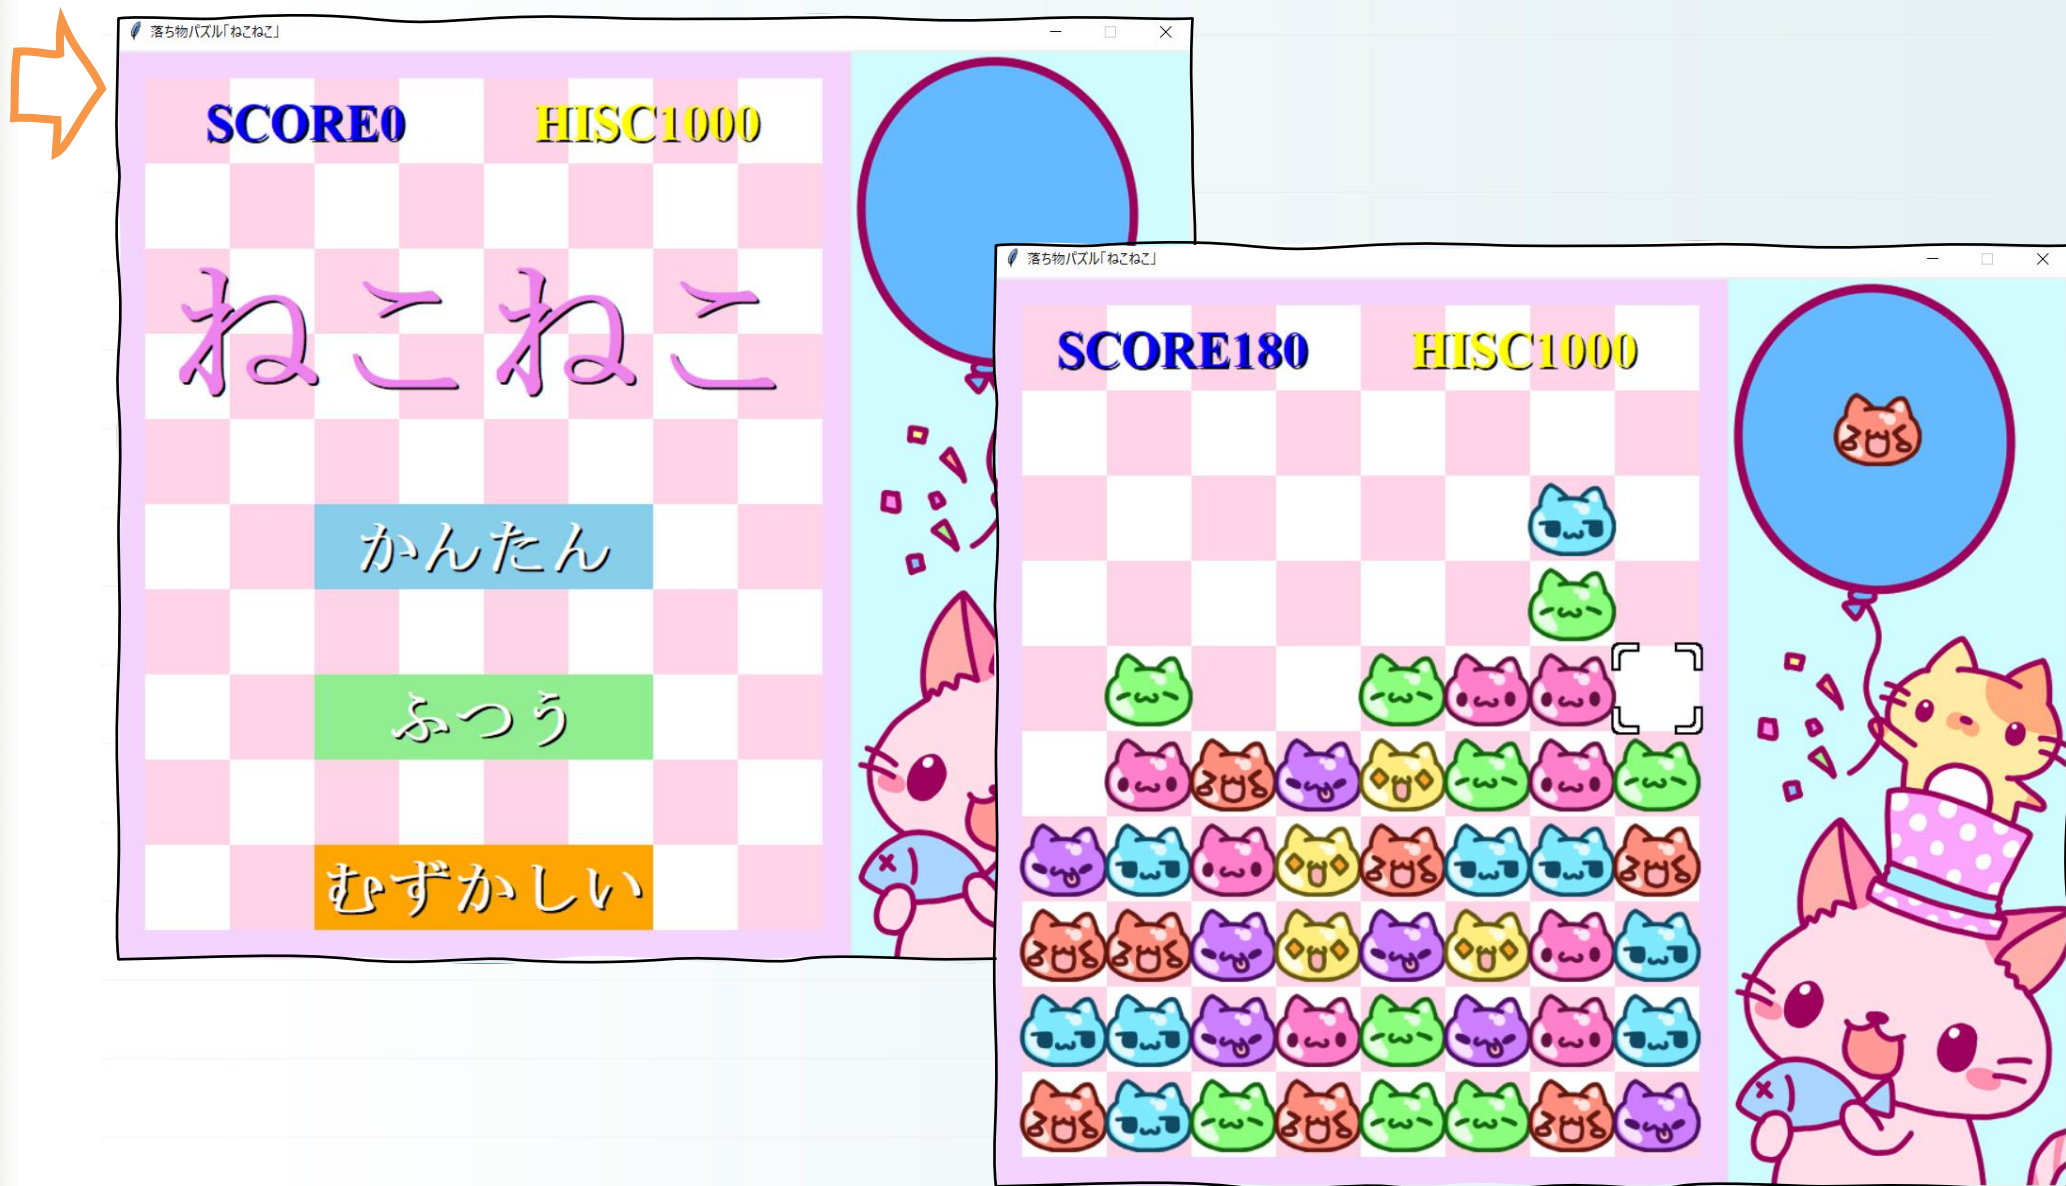 落ち物パズル「ねこねこ」
SCORE0 HISC1000
ねこねこ
かんたん
ふつう
むずかしい
落ち物パズル「ねこねこ」
SCORE180 HISC1000